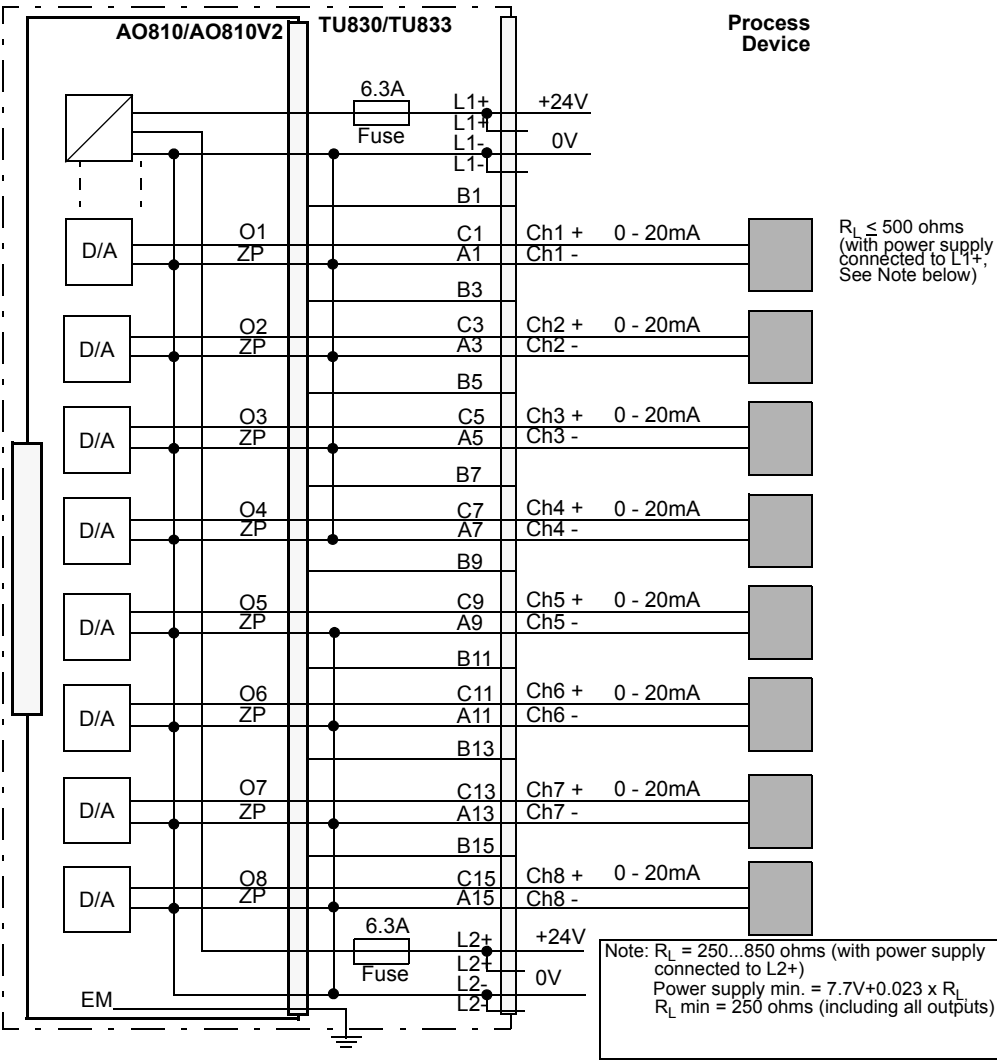 AO810/AO810V2
TU830/TU833
Process
Device
6.3A
Fuse
L1+
+24V
L1+
L1-
0V
L1-
B1
D/A
O1
ZP
C1
A1
Ch1 +
0 - 20mA
Ch1 -
RL ≤ 500 ohms
(with power supply
connected to L1+,
See Note below)
B3
D/A
O2
ZP
C3
A3
Ch2 +
0 - 20mA
Ch2 -
B5
D/A
O3
ZP
C5
A5
Ch3 +
0 - 20mA
Ch3 -
B7
D/A
O4
ZP
C7
A7
Ch4 +
0 - 20mA
Ch4 -
B9
D/A
O5
ZP
C9
A9
Ch5 +
0 - 20mA
Ch5 -
B11
D/A
O6
ZP
C11
A11
Ch6 +
0 - 20mA
Ch6 -
B13
D/A
O7
ZP
C13
A13
Ch7 +
0 - 20mA
Ch7 -
B15
D/A
O8
ZP
C15
A15
Ch8 +
0 - 20mA
Ch8 -
6.3A
Fuse
L2+
+24V
L2+
L2-
0V
L2-
EM
Note: RL = 250...850 ohms (with power supply
connected to L2+)
Power supply min. = 7.7V+0.023 x RL,
RL min = 250 ohms (including all outputs)